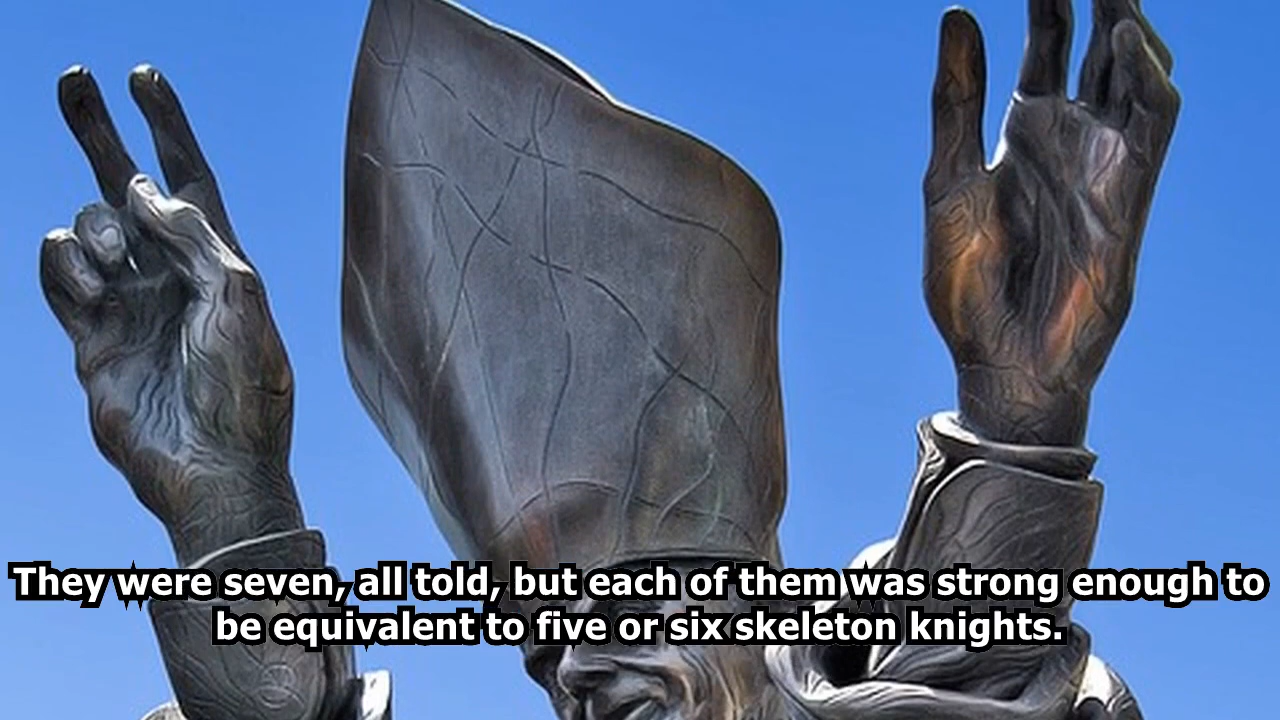 They were seven, all told, but each of them was strong enough to
be equivalent to five or six skeleton knights.